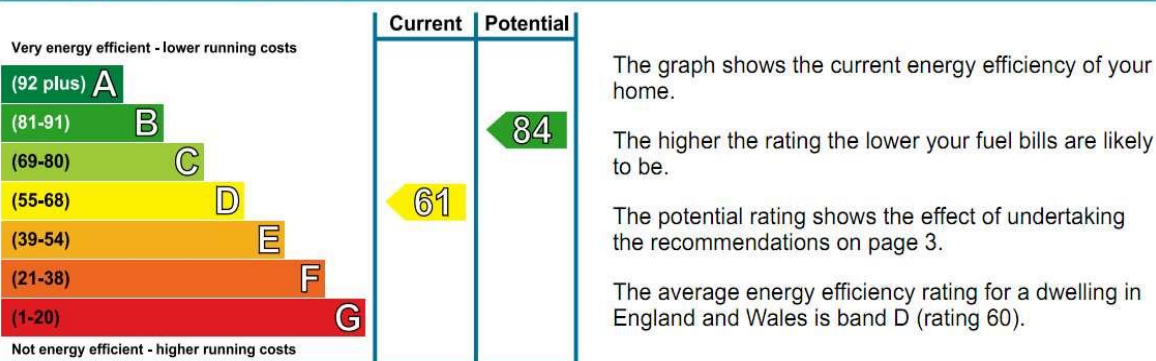 Current Potential
Very energy efficient - lower running costs
(92 plus) A
(81-91) B
(69-80) C
(55-68) D
(39-54) E
(21-38) F
(1-20) G
Not energy efficient - higher running costs
84
61
The graph shows the current energy efficiency of your
home.
The higher the rating the lower your fuel bills are likely
to be.
The potential rating shows the effect of undertaking
the recommendations on page 3.
The average energy efficiency rating for a dwelling in
England and Wales is band D (rating 60).